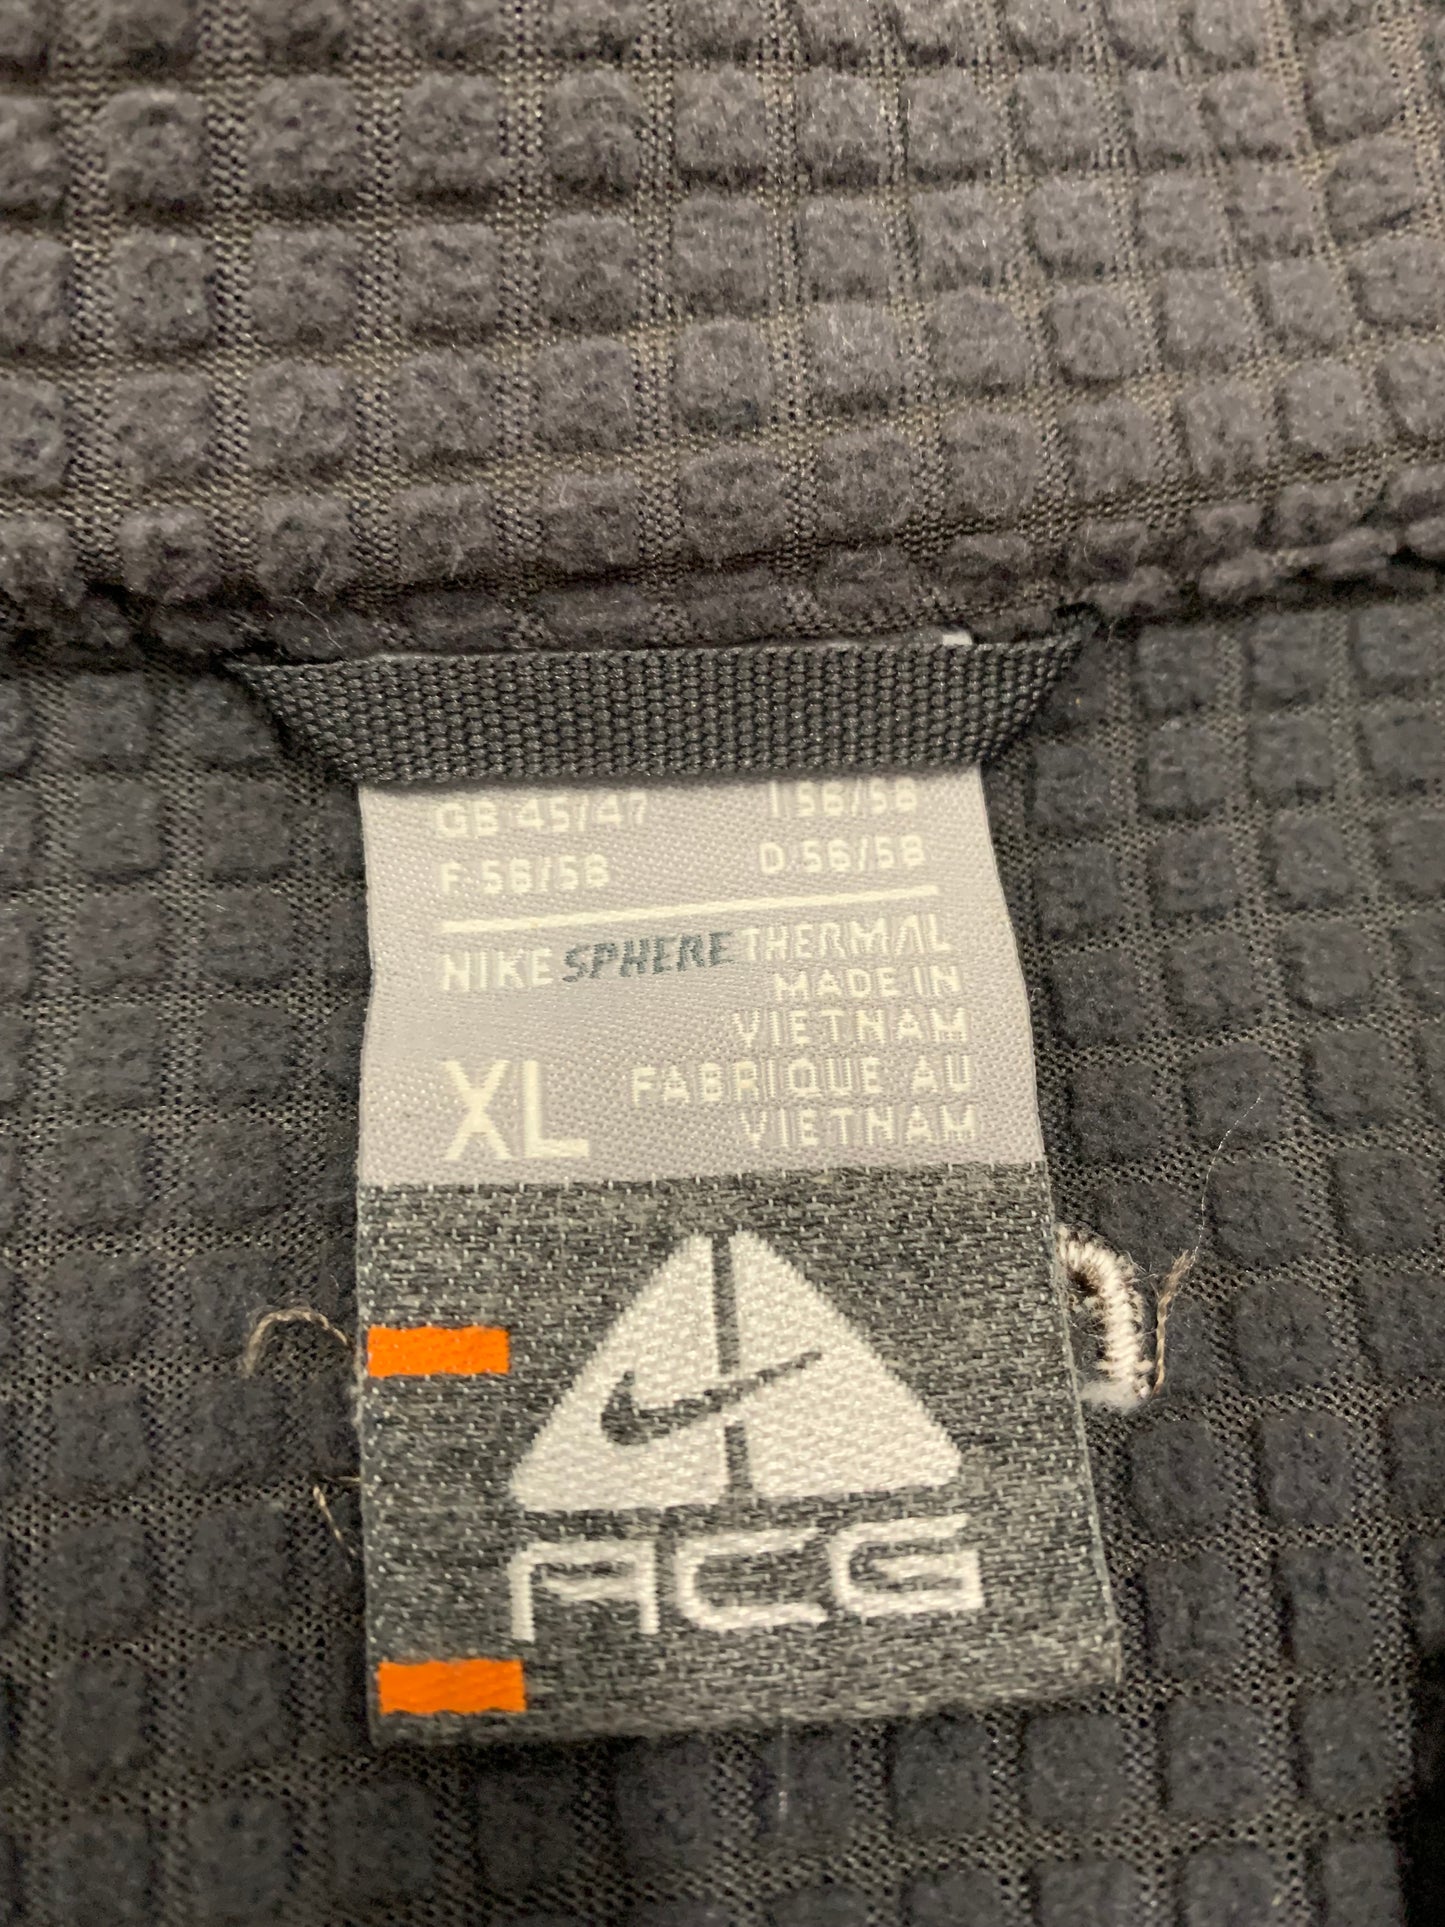 GB 45/47 I 56/58
F 56/58 D 56/58
NIKE SPHERE THERMAL
MADE IN
VIETNAM
XL FABRIQUE AU
VIETNAM
ACG